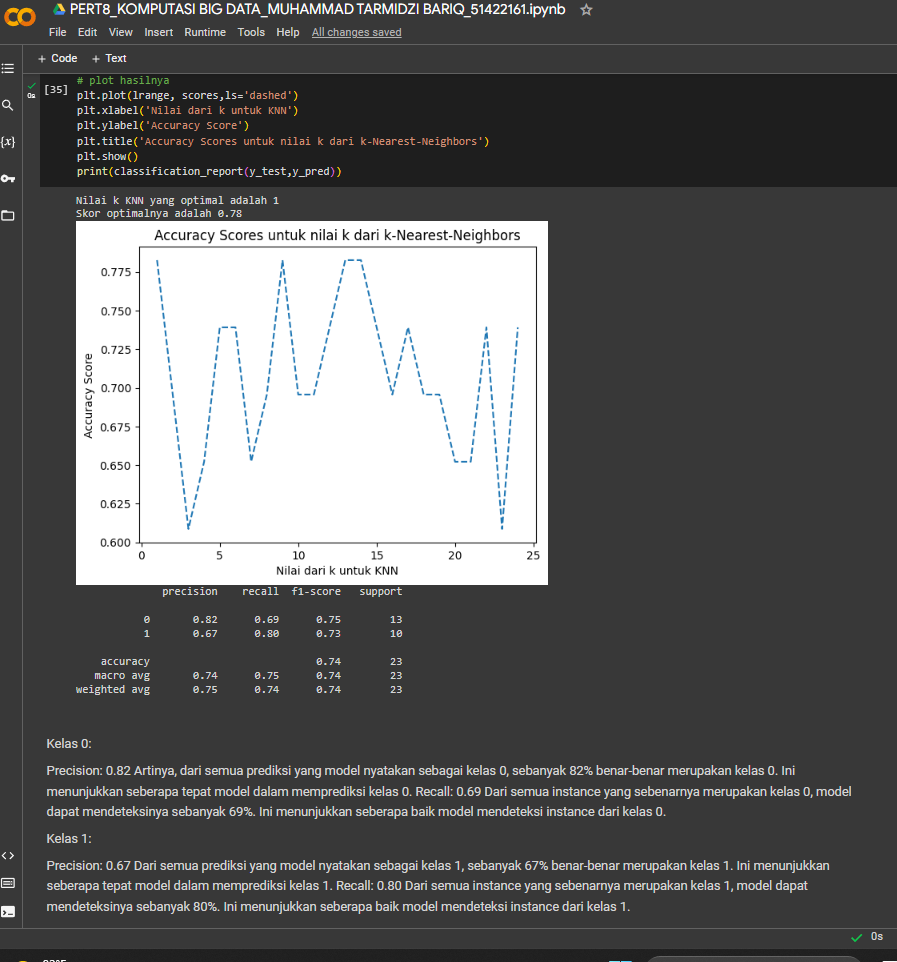 PERT8_KOMPUTASI BIG DATA_MUHAMMAD TARMIDZI BARIQ_51422161.ipynb
File Edit View Insert Runtime Tools Help All changes saved
+ Code + Text
[35] # plot hasilnya
0s
plt.plot(lrange, scores,ls='dashed')
plt.xlabel('Nilai dari k untuk KNN')
plt.ylabel('Accuracy Score')
plt.title('Accuracy Scores untuk nilai k dari k-Nearest-Neighbors')
plt.show()
print(classification_report(y_test,y_pred))
{x}
Nilai k KNN yang optimal adalah 1
Skor optimalnya adalah 0.78
Accuracy Scores untuk nilai k dari k-Nearest-Neighbors
0.775
0.750
0.725
0.700
0.675
0.650
0.625
0.600
Accuracy Score
0 5 10 15 20 25
Nilai dari k untuk KNN
precision recall f1-score support
0 0.82 0.69 0.75 13
1 0.67 0.80 0.73 10
accuracy 0.74 23
macro avg 0.74 0.75 0.74 23
weighted avg 0.75 0.74 0.74 23
Kelas 0:
Precision: 0.82 Artinya, dari semua prediksi yang model nyatakan sebagai kelas 0, sebanyak 82% benar-benar merupakan kelas 0. Ini
menunjukkan seberapa tepat model dalam memprediksi kelas 0. Recall: 0.69 Dari semua instance yang sebenarnya merupakan kelas 0, model
dapat mendeteksinya sebanyak 69%. Ini menunjukkan seberapa baik model mendeteksi instance dari kelas 0.
Kelas 1:
Precision: 0.67 Dari semua prediksi yang model nyatakan sebagai kelas 1, sebanyak 67% benar-benar merupakan kelas 1. Ini menunjukkan
seberapa tepat model dalam memprediksi kelas 1. Recall: 0.80 Dari semua instance yang sebenarnya merupakan kelas 1, model dapat
mendeteksinya sebanyak 80%. Ini menunjukkan seberapa baik model mendeteksi instance dari kelas 1.
0s